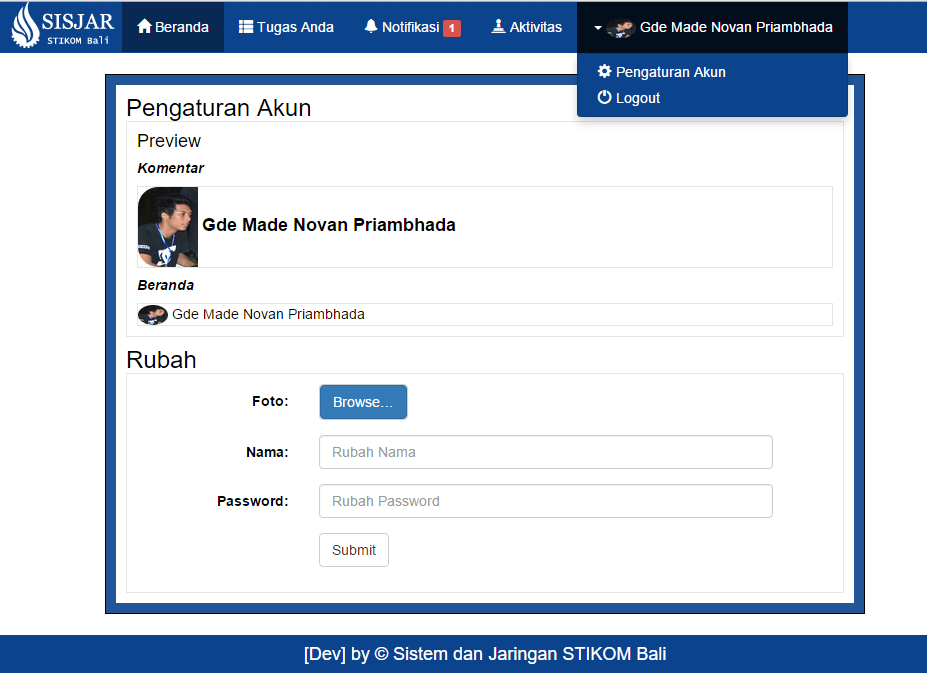 SISJAR
STIKOM Bali
Beranda
Tugas Anda
Notifikasi 1
Aktivitas
Gde Made Novan Priambhada
Pengaturan Akun
Logout
Pengaturan Akun
Preview
Komentar
Gde Made Novan Priambhada
Beranda
Gde Made Novan Priambhada
Rubah
Foto: Browse...
Nama: Rubah Nama
Password: Rubah Password
Submit
[Dev] by © Sistem dan Jaringan STIKOM Bali